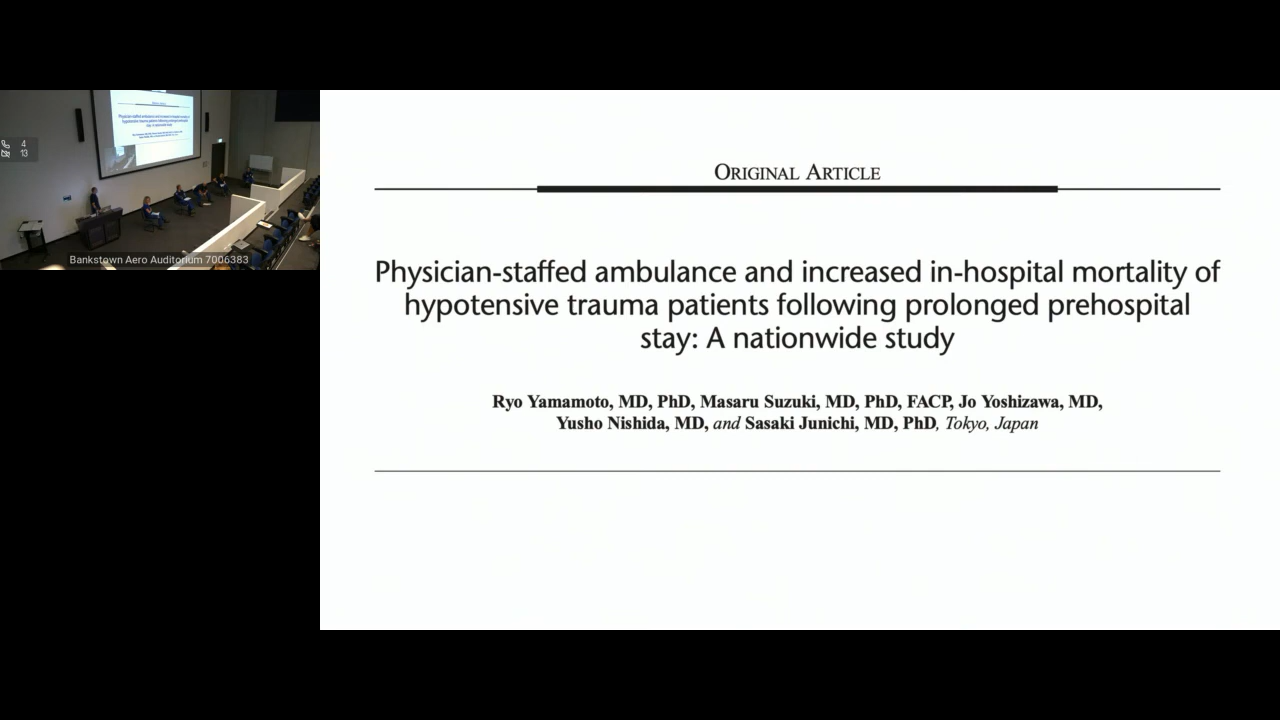 4
13
Bankstown Aero Auditorium 7006383
ORIGINAL ARTICLE
Physician-staffed ambulance and increased in-hospital mortality of
hypotensive trauma patients following prolonged prehospital
stay: A nationwide study
Ryo Yamamoto, MD, PhD, Masaru Suzuki, MD, PhD, FACP, Jo Yoshizawa, MD,
Yusho Nishida, MD, and Sasaki Junichi, MD, PhD, Tokyo, Japan